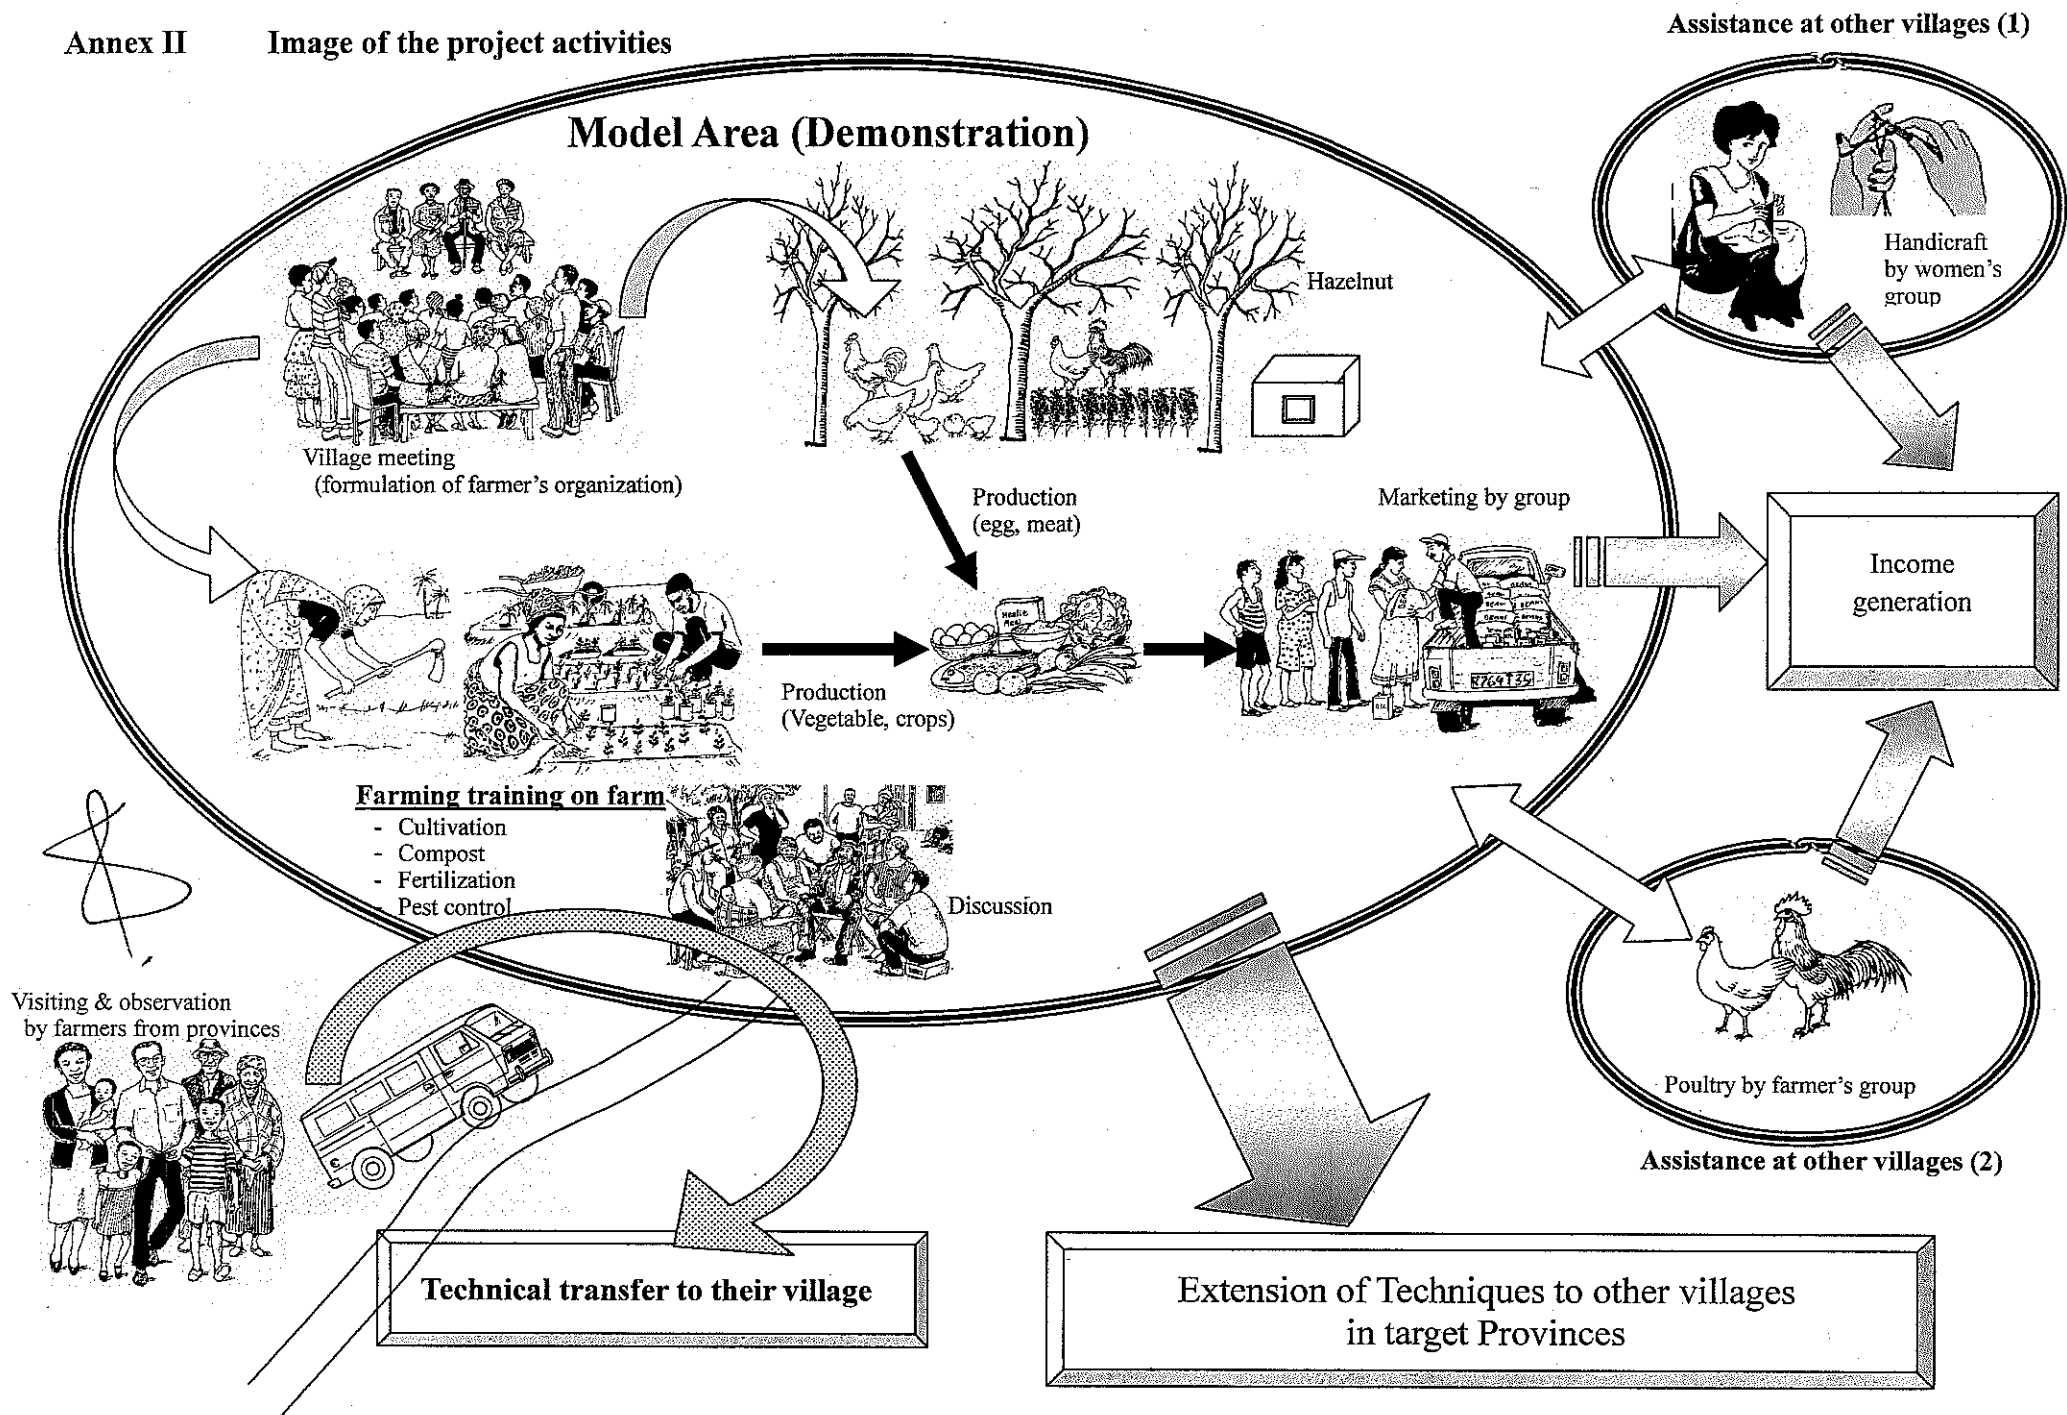 Annex II Image of the project activities
Assistance at other villages (1)
Model Area (Demonstration)
Handicraft
by women's
group
Hazelnut
Village meeting
(formulation of farmer's organization)
Production
(egg, meat)
Marketing by group
Income
generation
Production
(Vegetable, crops)
Farming training on farm
- Cultivation
- Compost
- Fertilization
- Pest control
Discussion
Visiting & observation
by farmers from provinces
Poultry by farmer's group
Assistance at other villages (2)
Technical transfer to their village
Extension of Techniques to other villages
in target Provinces